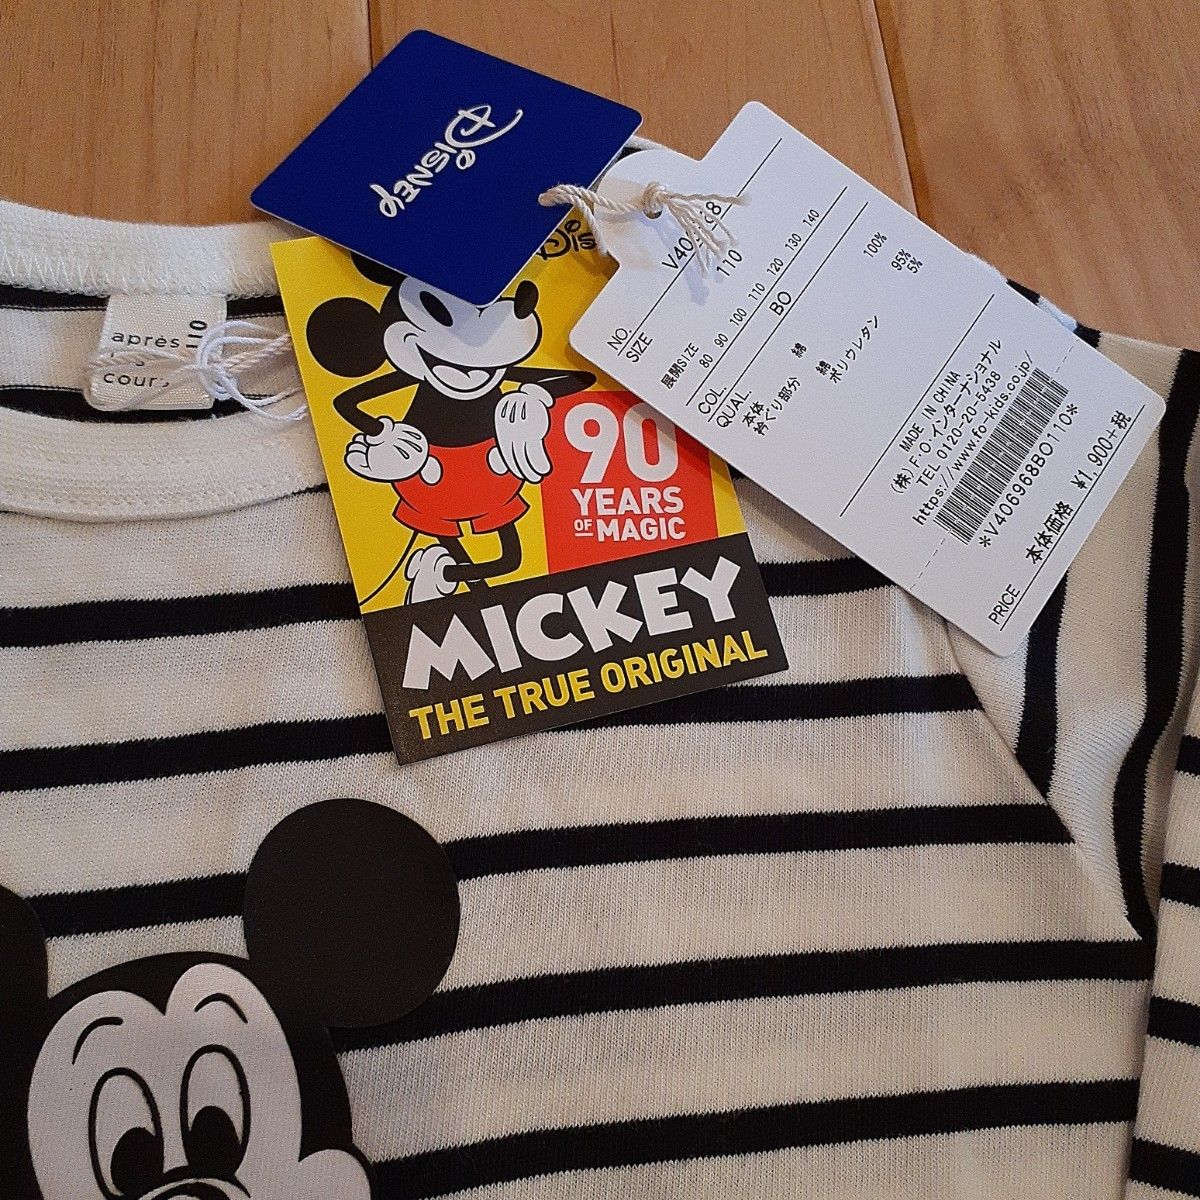 Disney
90
YEARS
OF MAGIC
MICKEY
THE TRUE ORIGINAL
après
cour
110
NO.
SIZE 110
展開SIZE
80 90 100 110 120 130 140
COL. BO
QUAL.
本体 綿 100%
衿ぐり部分 綿 95%
ポリウレタン 5%
MADE IN CHINA
(株)F・O・インターナショナル
TEL 0120-20-5438
https://www.fo-kids.co.jp/
*V406968BO110*
PRICE 本体価格 ¥1,900+税